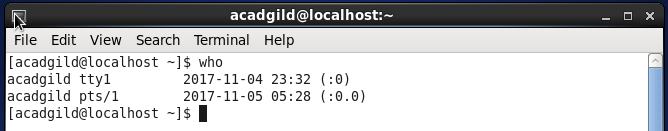 acadgild@localhost:~
File Edit View Search Terminal Help
[acadgild@localhost ~]$ who
acadgild tty1         2017-11-04 23:32 (:0)
acadgild pts/1        2017-11-05 05:28 (:0.0)
[acadgild@localhost ~]$